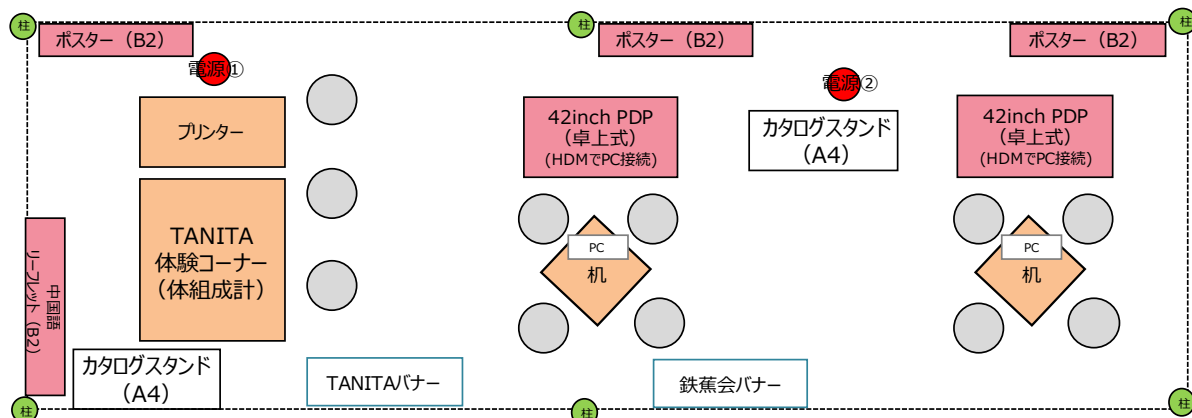 柱
柱
柱
ポスター（B2）
ポスター（B2）
ポスター（B2）
電源①
電源②
プリンター
42inch PDP
（卓上式）
(HDMでPC接続)
カタログスタンド
（A4）
42inch PDP
（卓上式）
(HDMでPC接続)
TANITA
体験コーナー
（体組成計）
PC
机
PC
机
中国語
リーフレット（B2）
カタログスタンド
（A4）
TANITAバナー
鉄蕉会バナー
柱
柱
柱